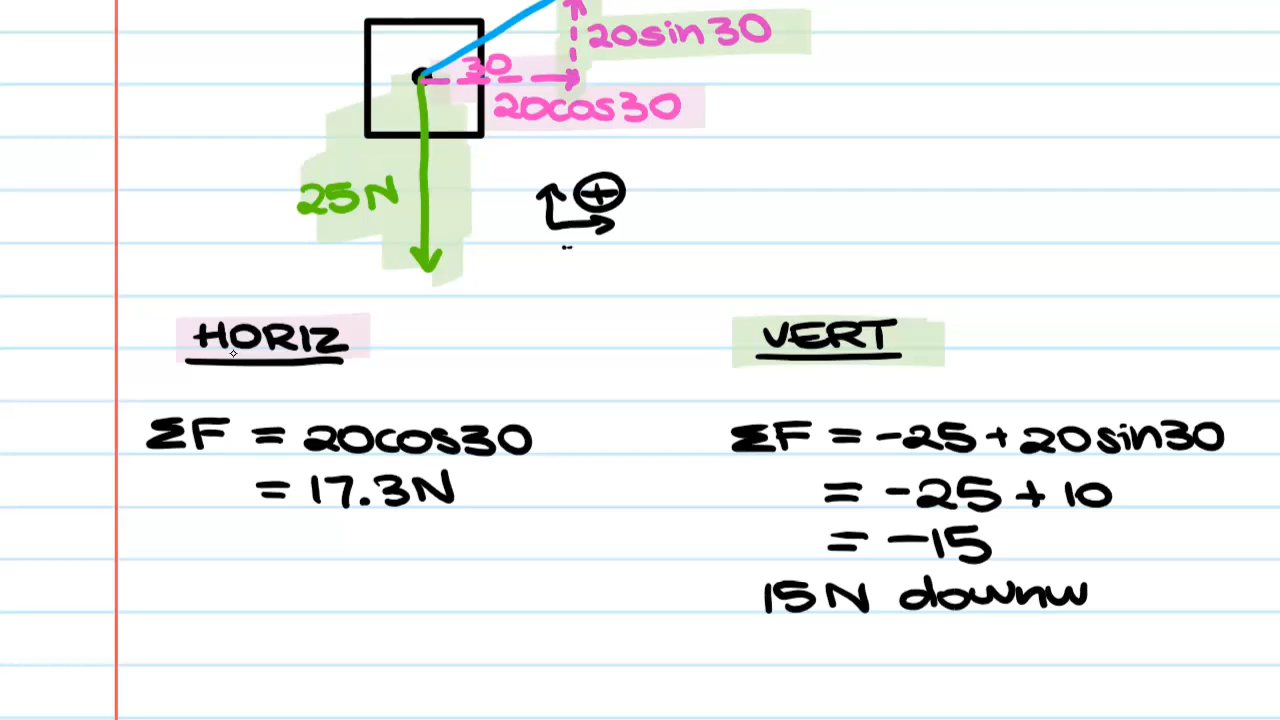 20sin30
30
20cos30
25N
+
HORIZ
VERT
ΣF = 20cos30
= 17.3N
ΣF = -25 + 20sin30
= -25 + 10
= -15
15N downw